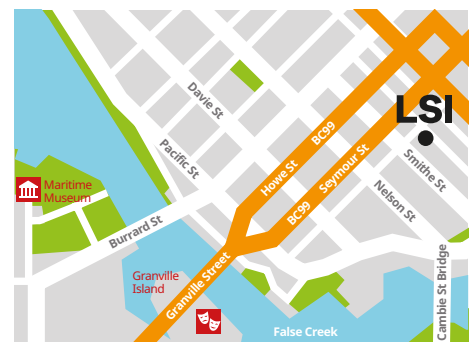 LSI
Davie St
BC99
Pacific St
Howe St
Seymour St
Smithe St
Nelson St
BC99
Maritime
Museum
Burrard St
Granville
Island
Granville Street
Cambie St Bridge
False Creek